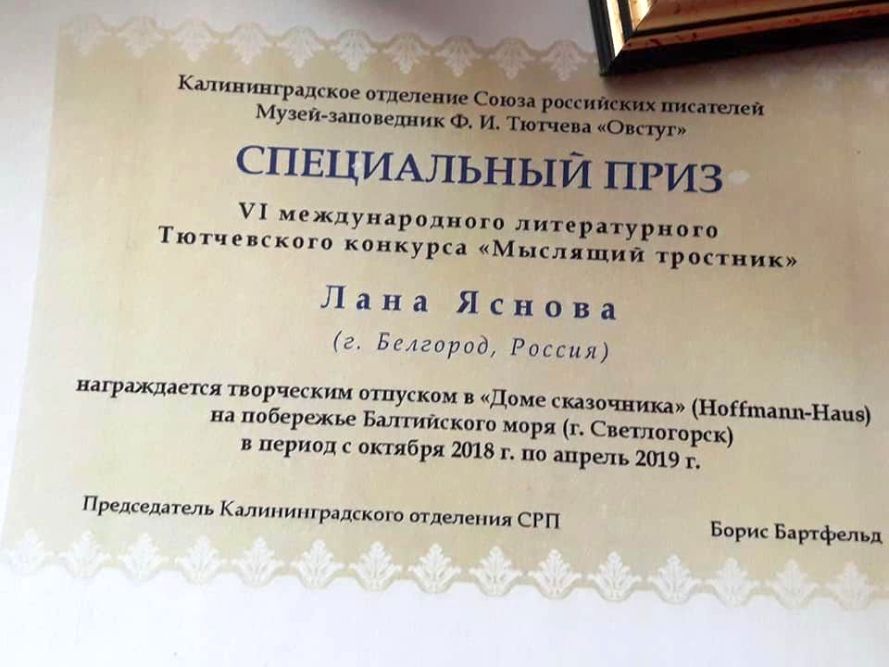 Калининградское отделение Союза российских писателей
Музей-заповедник Ф. И. Тютчева «Овстуг»
СПЕЦИАЛЬНЫЙ ПРИЗ
VI международного литературного
Тютчевского конкурса «Мыслящий тростник»
Лана Яснова
(г. Белгород, Россия)
награждается творческим отпуском в «Доме сказочника» (Hoffmann-Haus)
на побережье Балтийского моря (г. Светлогорск)
в период с октября 2018 г. по апрель 2019 г.
Председатель Калининградского отделения СРП
Борис Бартфельд